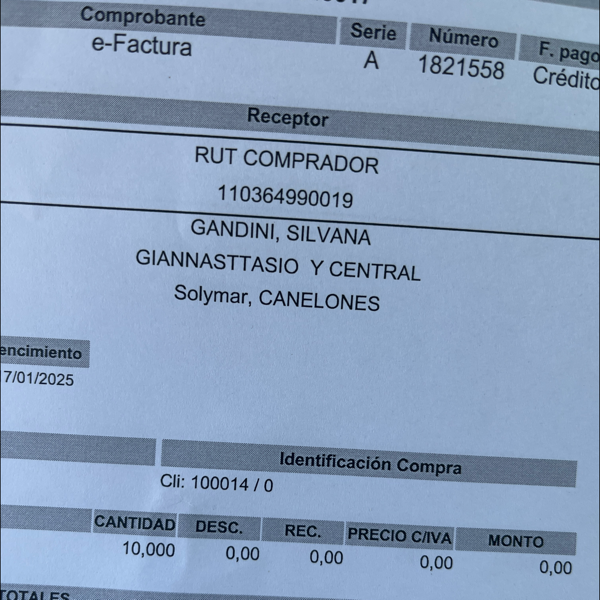 Comprobante Serie Número F. pago
e-Factura A 1821558 Crédito
Receptor
RUT COMPRADOR
110364990019
GANDINI, SILVANA
GIANNASTTASIO Y CENTRAL
Solymar, CANELONES
encimiento
7/01/2025
Identificación Compra
Cli: 100014 / 0
CANTIDAD DESC. REC. PRECIO C/IVA MONTO
10,000 0,00 0,00 0,00 0,00
TOTALES